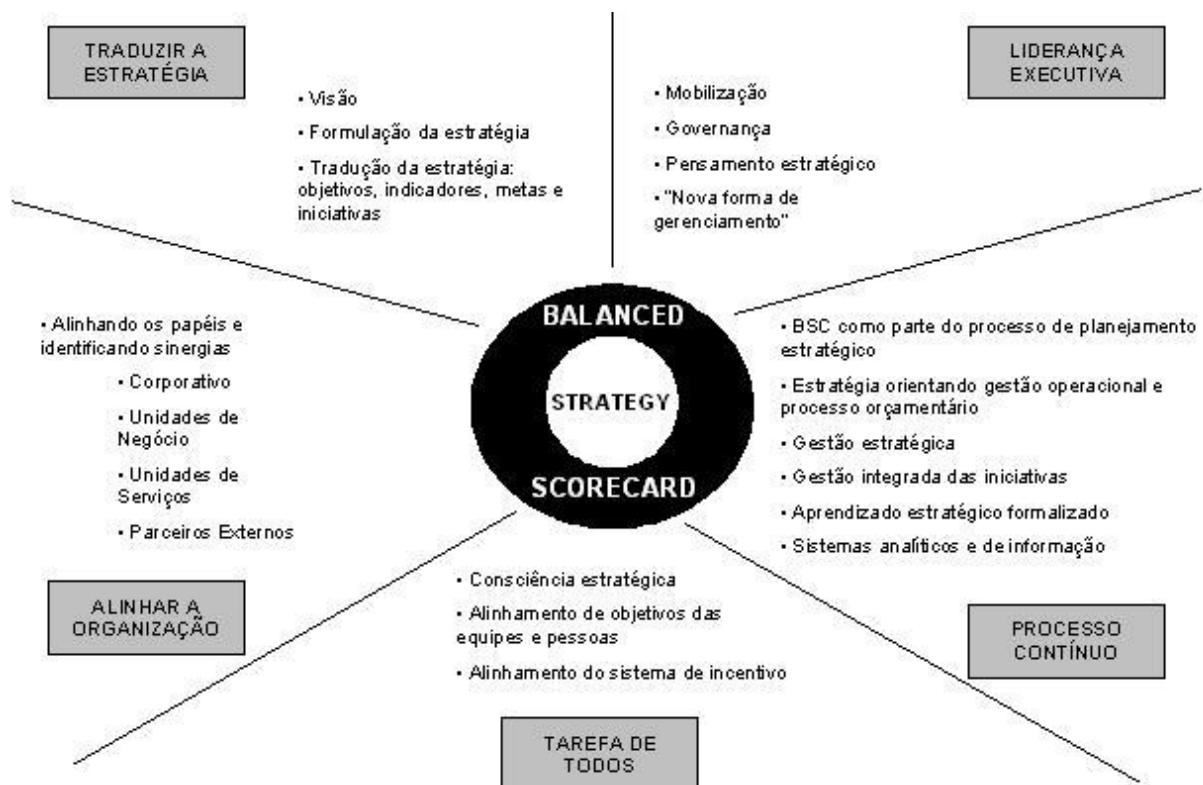 TRADUZIR A
ESTRATÉGIA
• Visão
• Formulação da estratégia
• Tradução da estratégia:
objetivos, indicadores, metas e
iniciativas
LIDERANÇA
EXECUTIVA
• Mobilização
• Governança
• Pensamento estratégico
• "Nova forma de
gerenciamento"
BALANCED
STRATEGY
SCORECARD
• Alinhando os papéis e
identificando sinergias
• Corporativo
• Unidades de
Negócio
• Unidades de
Serviços
• Parceiros Externos
ALINHAR A
ORGANIZAÇÃO
• BSC como parte do processo de planejamento
estratégico
• Estratégia orientando gestão operacional e
processo orçamentário
• Gestão estratégica
• Gestão integrada das iniciativas
• Aprendizado estratégico formalizado
• Sistemas analíticos e de informação
PROCESSO
CONTÍNUO
• Consciência estratégica
• Alinhamento de objetivos das
equipes e pessoas
• Alinhamento do sistema de incentivo
TAREFA DE
TODOS